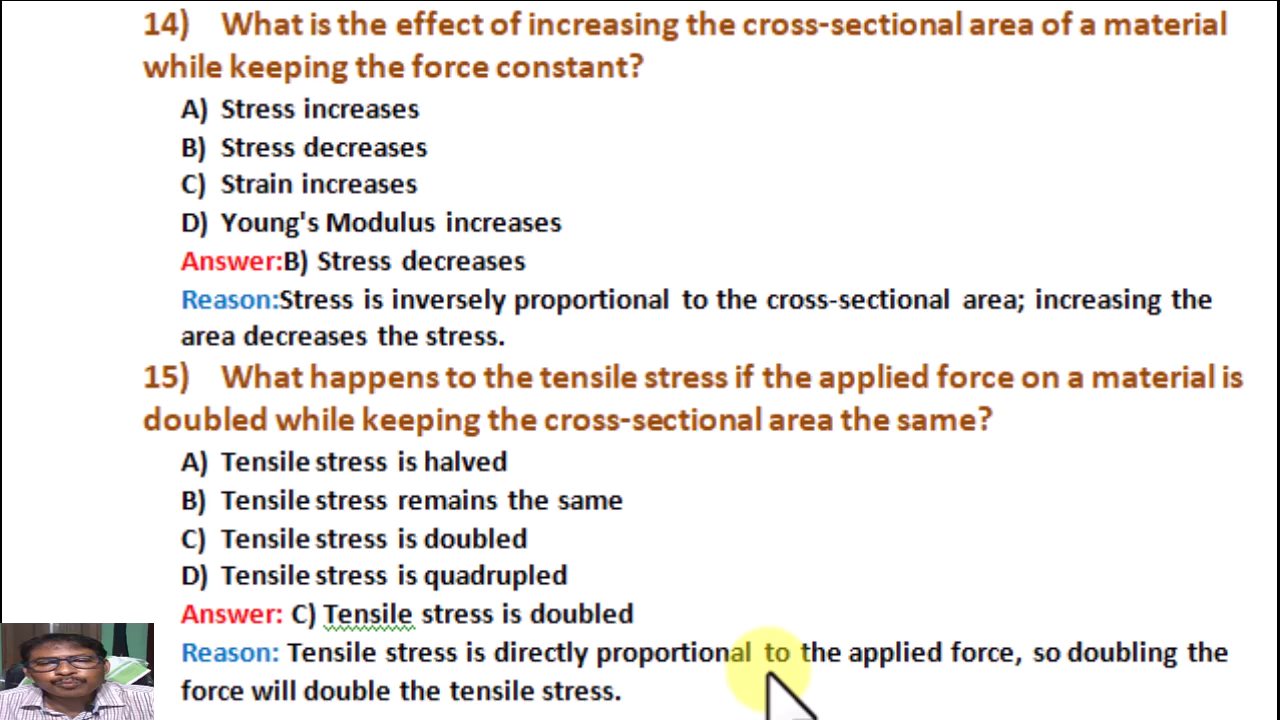 14) What is the effect of increasing the cross-sectional area of a material
while keeping the force constant?
A) Stress increases
B) Stress decreases
C) Strain increases
D) Young's Modulus increases
Answer:B) Stress decreases
Reason:Stress is inversely proportional to the cross-sectional area; increasing the
area decreases the stress.
15) What happens to the tensile stress if the applied force on a material is
doubled while keeping the cross-sectional area the same?
A) Tensile stress is halved
B) Tensile stress remains the same
C) Tensile stress is doubled
D) Tensile stress is quadrupled
Answer: C) Tensile stress is doubled
Reason: Tensile stress is directly proportional to the applied force, so doubling the
force will double the tensile stress.